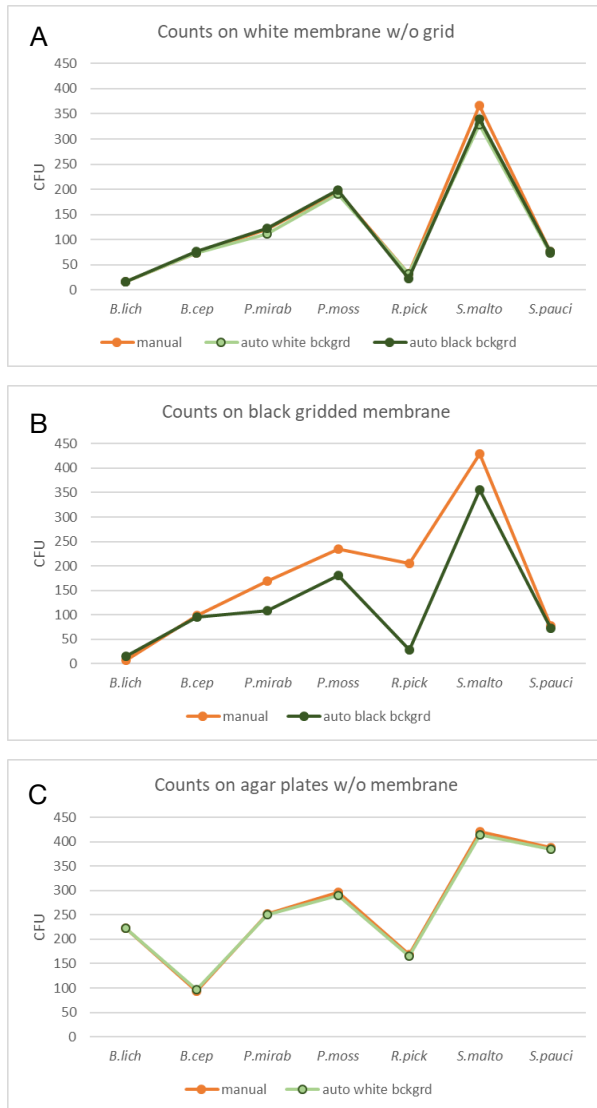 A
Counts on white membrane w/o grid
450
400
350
300
250
200
150
100
50
0
CFU
B.lich B.cep P.mirab P.moss R.pick S.malto S.pauci
manual auto white bckgrd auto black bckgrd
B
Counts on black gridded membrane
450
400
350
300
250
200
150
100
50
0
CFU
B.lich B.cep P.mirab P.moss R.pick S.malto S.pauci
manual auto black bckgrd
C
Counts on agar plates w/o membrane
450
400
350
300
250
200
150
100
50
0
CFU
B.lich B.cep P.mirab P.moss R.pick S.malto S.pauci
manual auto white bckgrd